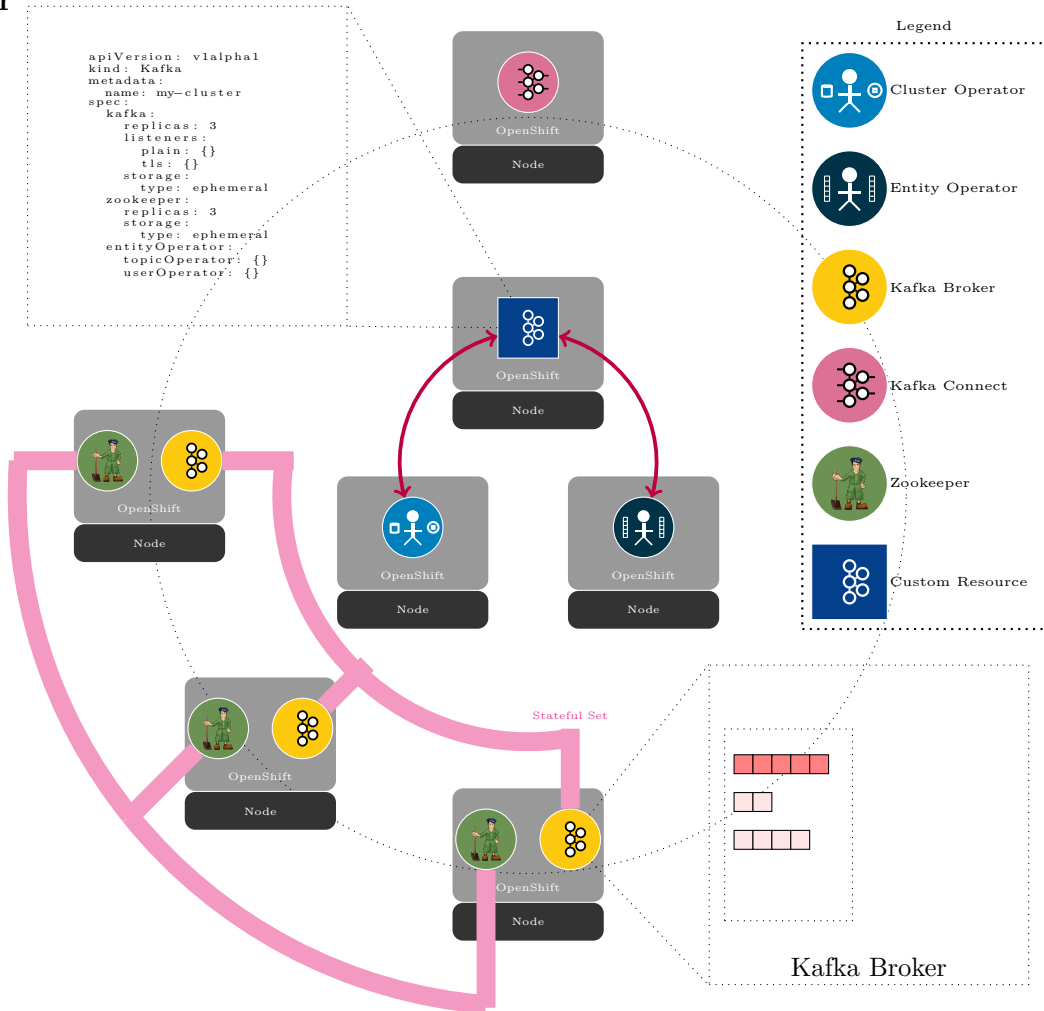 Legend
apiVersion: v1alpha1
kind: Kafka
metadata:
name: my-cluster
spec:
kafka:
replicas: 3
listeners:
plain: {}
tls: {}
storage:
type: ephemeral
zookeeper:
replicas: 3
storage:
type: ephemeral
entityOperator:
topicOperator: {}
userOperator: {}
OpenShift
Node
Cluster Operator
Entity Operator
Kafka Broker
Kafka Connect
Zookeeper
Custom Resource
OpenShift
Node
OpenShift
Node
OpenShift
Node
OpenShift
Node
Stateful Set
OpenShift
Node
OpenShift
Node
Kafka Broker